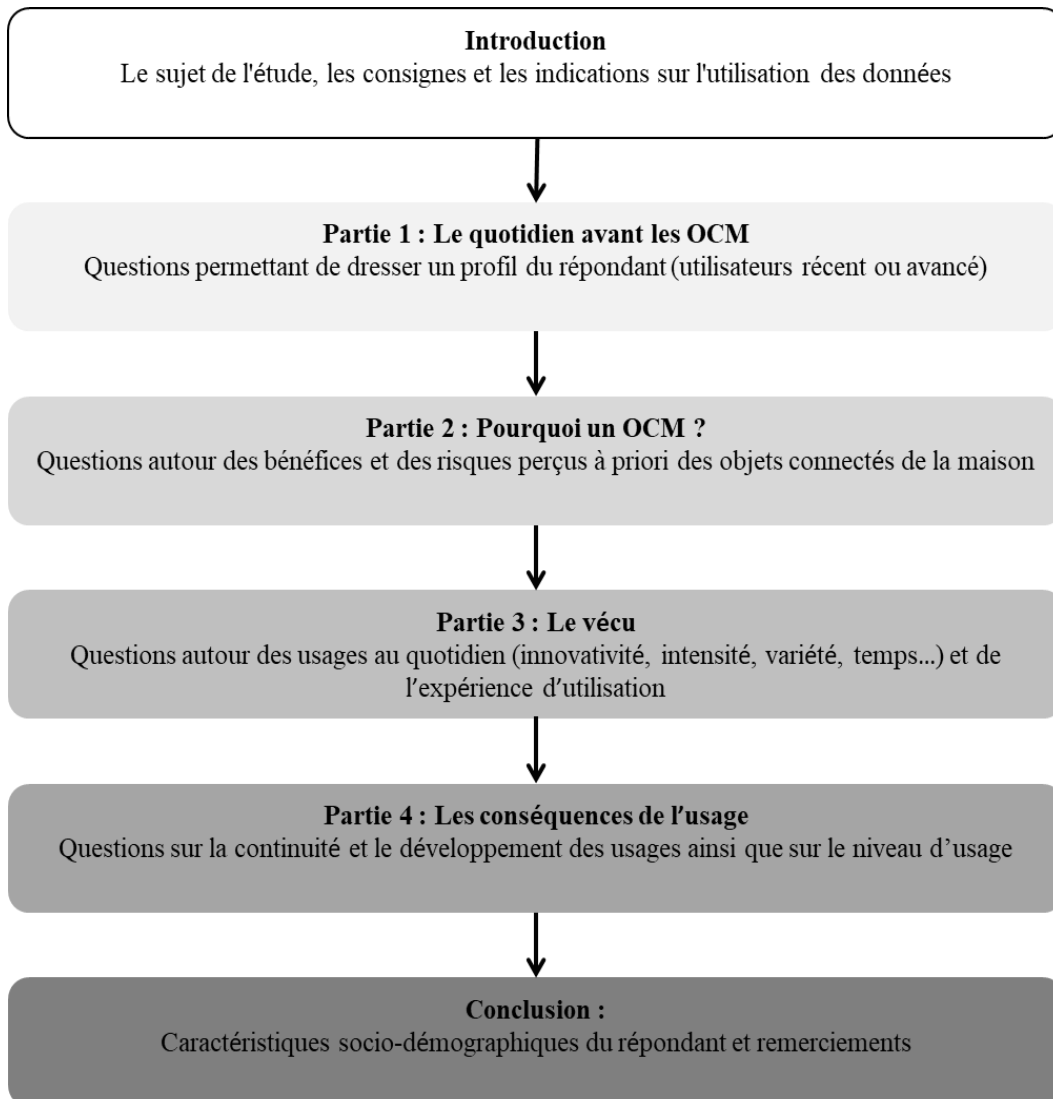 Introduction
Le sujet de l'étude, les consignes et les indications sur l'utilisation des données
Partie 1 : Le quotidien avant les OCM
Questions permettant de dresser un profil du répondant (utilisateurs récent ou avancé)
Partie 2 : Pourquoi un OCM ?
Questions autour des bénéfices et des risques perçus à priori des objets connectés de la maison
Partie 3 : Le vécu
Questions autour des usages au quotidien (innovativité, intensité, variété, temps...) et de
l'expérience d'utilisation
Partie 4 : Les conséquences de l'usage
Questions sur la continuité et le développement des usages ainsi que sur le niveau d’usage
Conclusion :
Caractéristiques socio-démographiques du répondant et remerciements